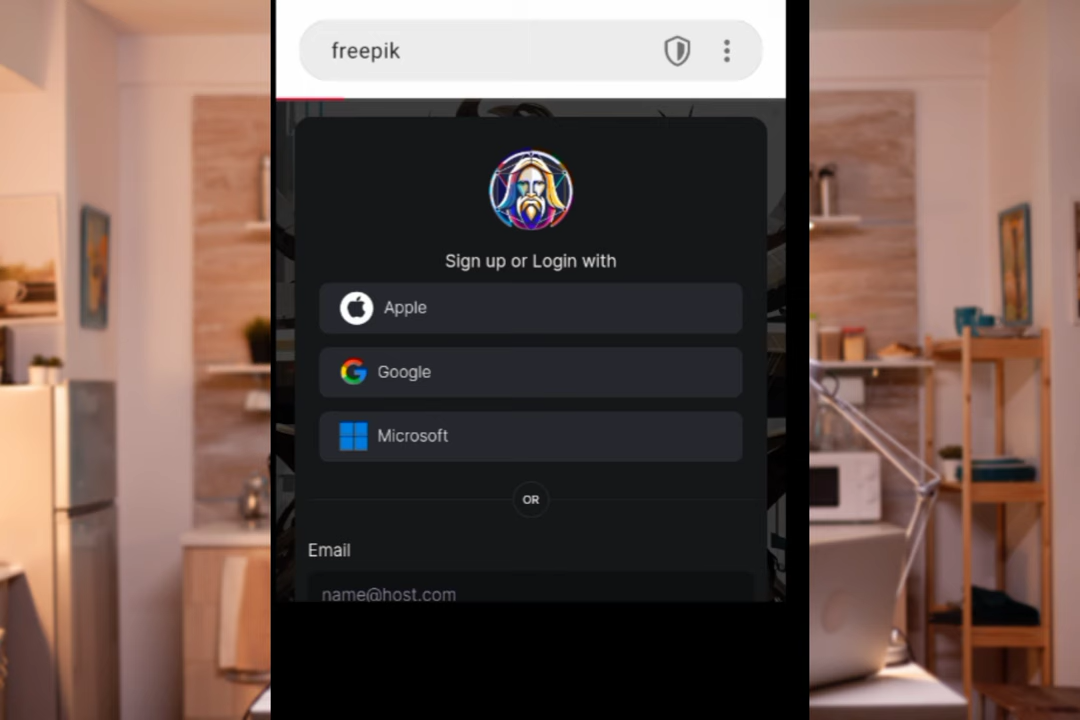 freepik
Sign up or Login with
Apple
Google
Microsoft
OR
Email
name@host.com